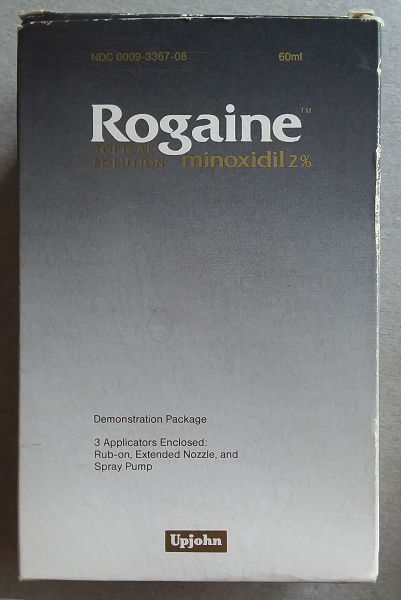 NDC 0009-3367-08 60ml
Rogaine™
TOPICAL
SOLUTION minoxidil 2%
Demonstration Package
3 Applicators Enclosed:
Rub-on, Extended Nozzle, and
Spray Pump
Upjohn